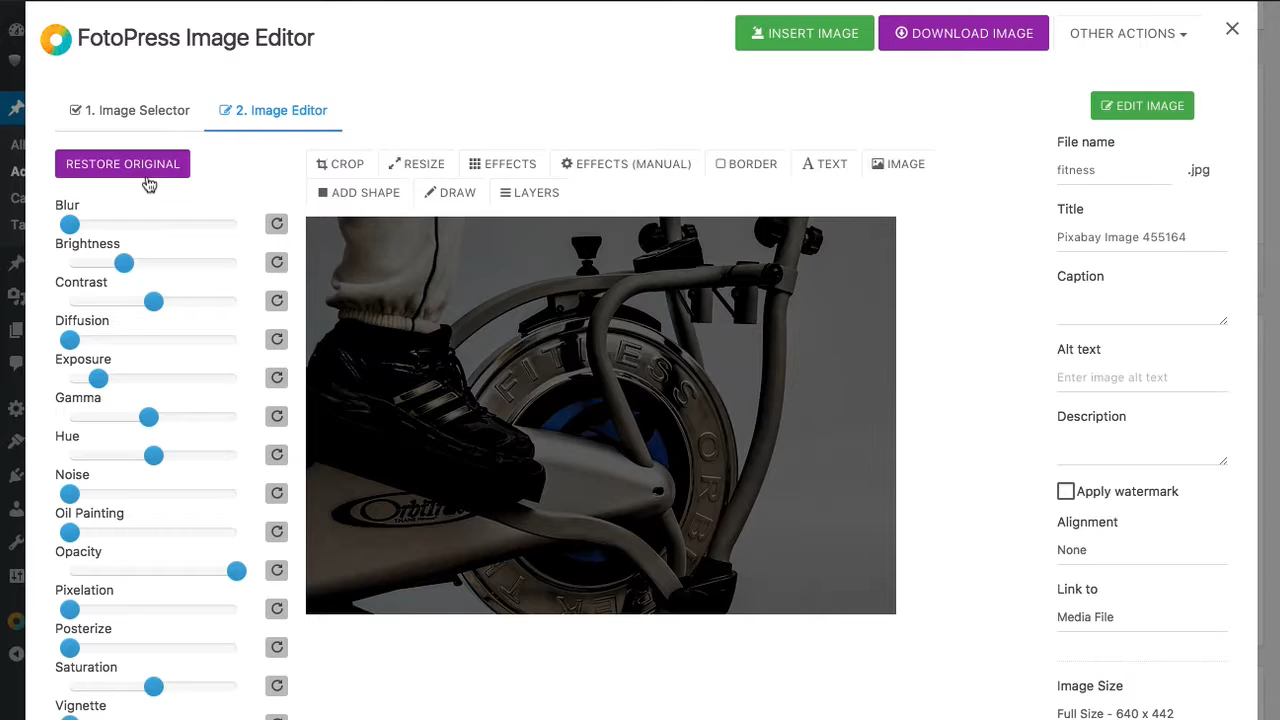 FotoPress Image Editor
INSERT IMAGE
DOWNLOAD IMAGE
OTHER ACTIONS
1. Image Selector
2. Image Editor
RESTORE ORIGINAL
Blur
Brightness
Contrast
Diffusion
Exposure
Gamma
Hue
Noise
Oil Painting
Opacity
Pixelation
Posterize
Saturation
Vignette
CROP
RESIZE
EFFECTS
EFFECTS (MANUAL)
BORDER
TEXT
IMAGE
ADD SHAPE
DRAW
LAYERS
FITNESS ORB
Orbitrek
EDIT IMAGE
File name
fitness .jpg
Title
Pixabay Image 455164
Caption
Alt text
Enter image alt text
Description
Apply watermark
Alignment
None
Link to
Media File
Image Size
Full Size - 640 x 442